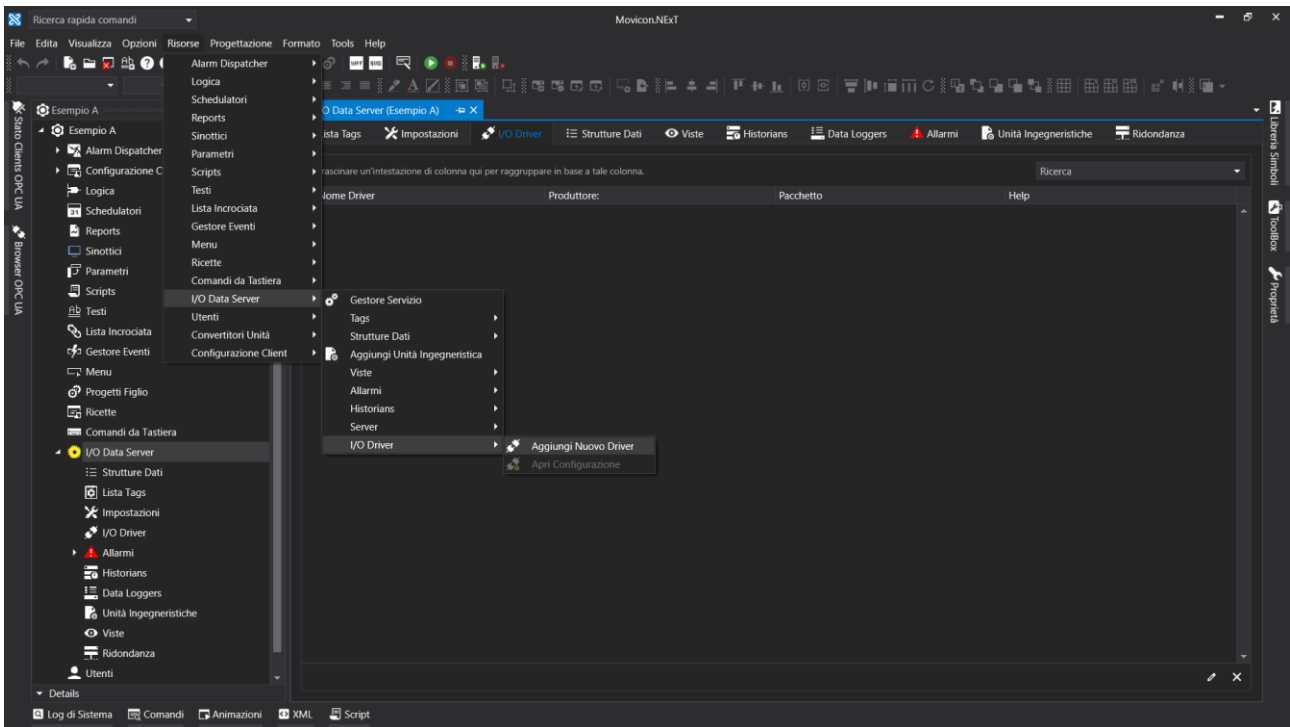 Ricerca rapida comandi
Movicon.NExT
File Edita Visualizza Opzioni Risorse Progettazione Formato Tools Help
Stato Clients OPC UA
Browser OPC UA
Esempio A
Esempio A
Alarm Dispatcher
Configurazione C
Logica
Schedulatori
Reports
Sinottici
Parametri
Scripts
Testi
Lista Incrociata
Gestore Eventi
Menu
Progetti Figlio
Ricette
Comandi da Tastiera
I/O Data Server
Strutture Dati
Lista Tags
Impostazioni
I/O Driver
Allarmi
Historians
Data Loggers
Unità Ingegneristiche
Viste
Ridondanza
Utenti
Details
Alarm Dispatcher
Logica
Schedulatori
Reports
Sinottici
Parametri
Scripts
Testi
Lista Incrociata
Gestore Eventi
Menu
Ricette
Comandi da Tastiera
I/O Data Server
Utenti
Convertitori Unità
Configurazione Client
Gestore Servizio
Tags
Strutture Dati
Aggiungi Unità Ingegneristica
Viste
Allarmi
Historians
Server
I/O Driver
Aggiungi Nuovo Driver
Apri Configurazione
O Data Server (Esempio A)
ista Tags Impostazioni I/O Driver Strutture Dati Viste Historians Data Loggers Allarmi Unità Ingegneristiche Ridondanza
rascinare un'intestazione di colonna qui per raggruppare in base a tale colonna.
Ricerca
Nome Driver Produttore: Pacchetto Help
Libreria Simboli
ToolBox
Proprietà
Log di Sistema Comandi Animazioni XML Script